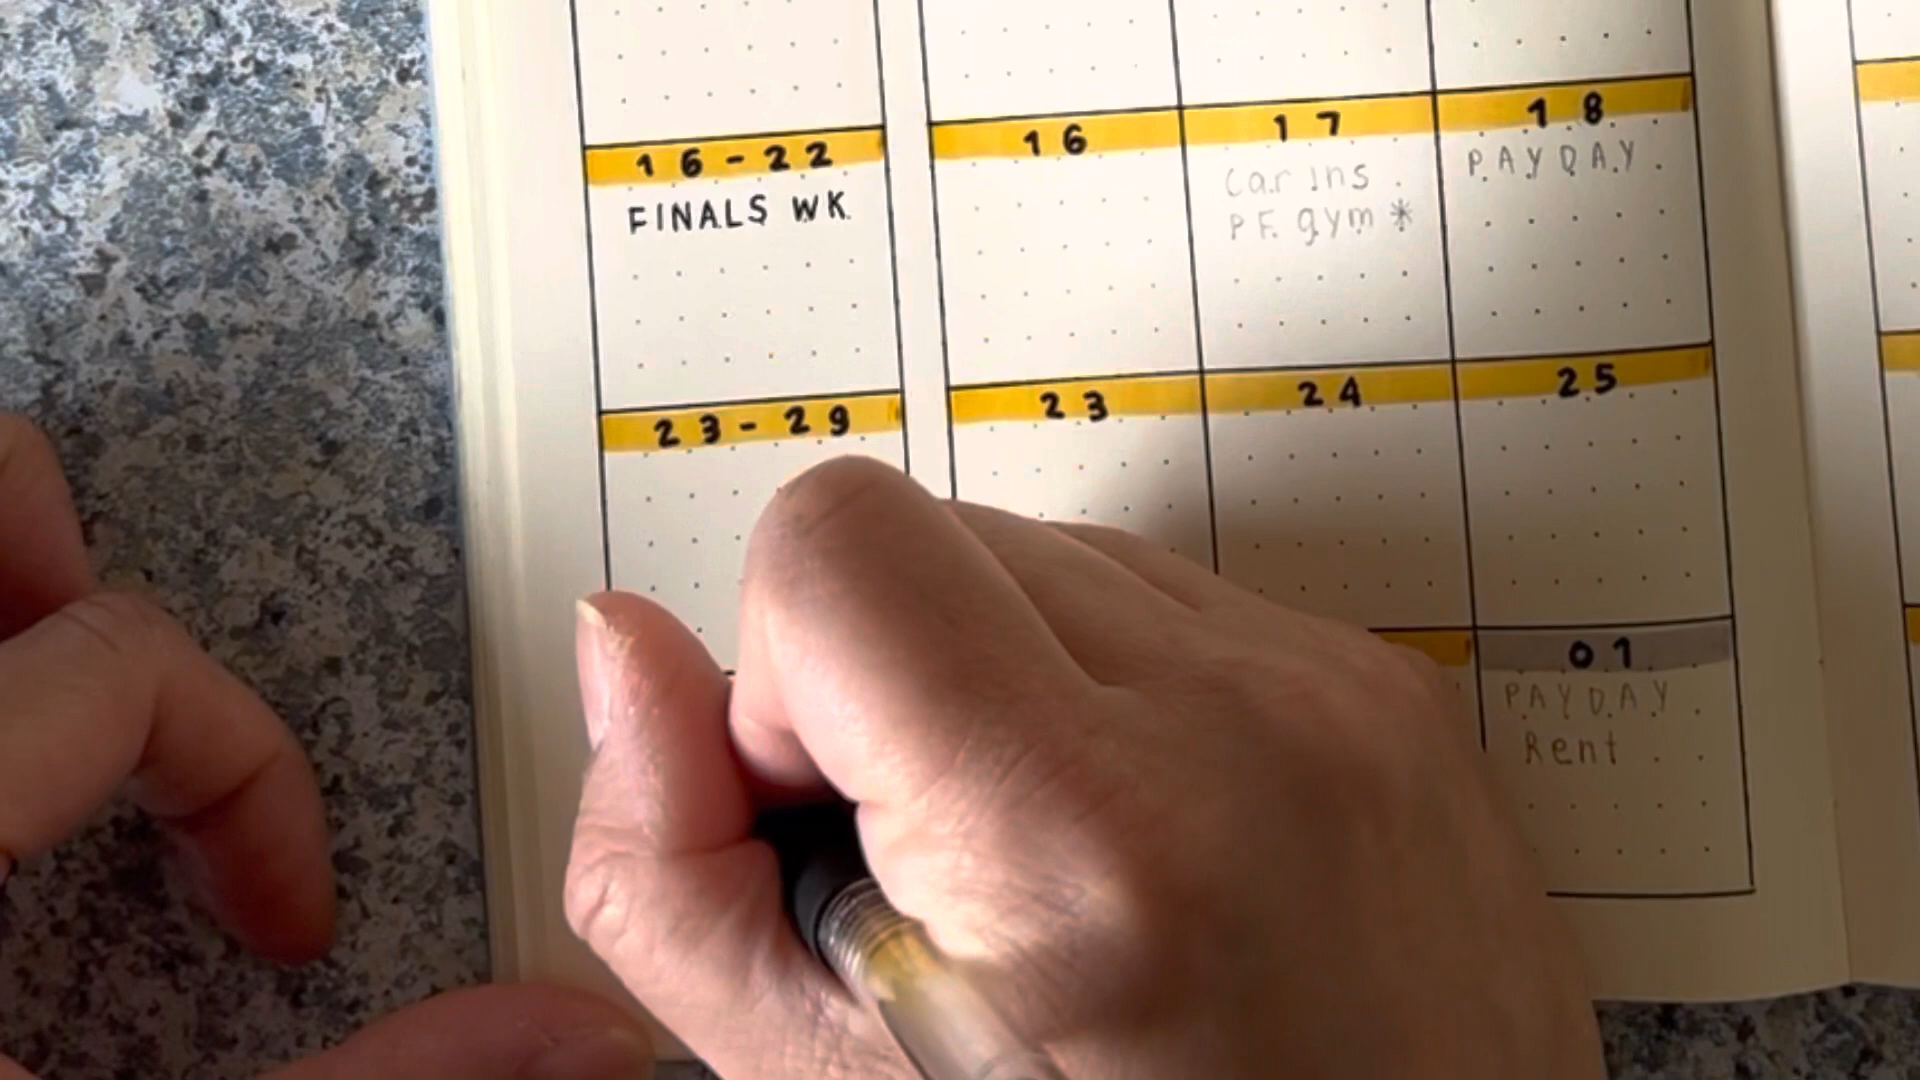 16-22
FINALS WK
16
17
Car Ins
P.F. gym *
18
PAYDAY
23-29
23
24
25
01
PAYDAY
Rent